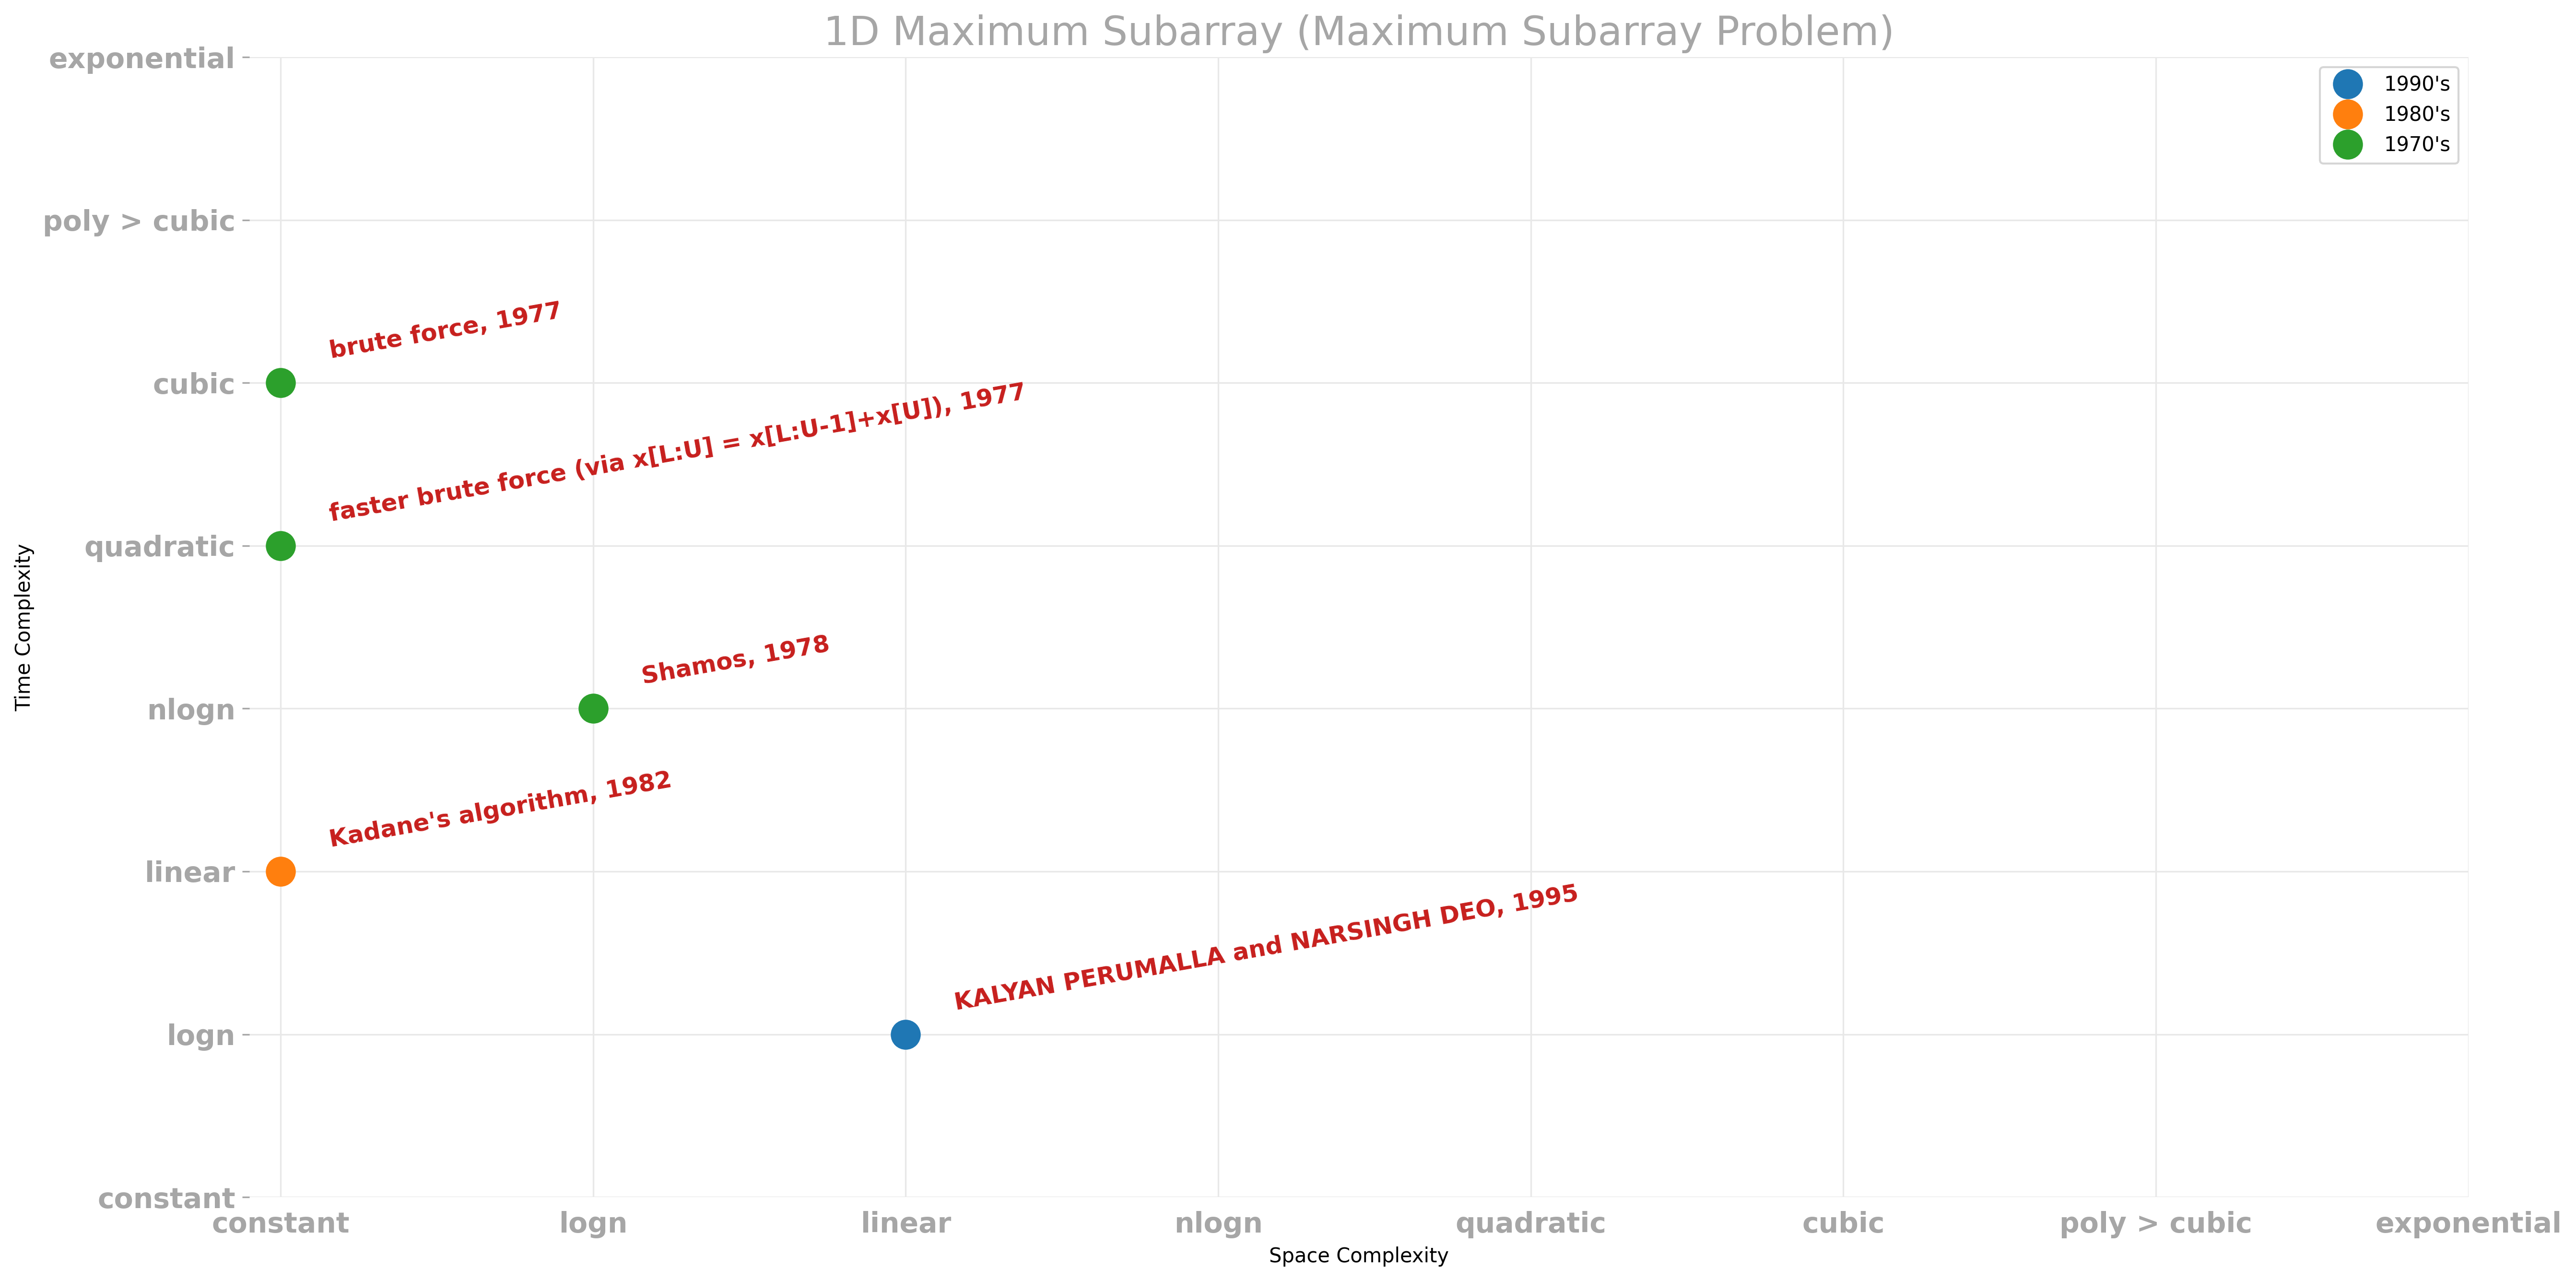 1D Maximum Subarray (Maximum Subarray Problem)
exponential
poly > cubic
cubic
quadratic
nlogn
linear
logn
constant
Time Complexity
1990's
1980's
1970's
brute force, 1977
faster brute force (via x[L:U] = x[L:U-1]+x[U]), 1977
Shamos, 1978
Kadane's algorithm, 1982
KALYAN PERUMALLA and NARSINGH DEO, 1995
constant logn linear nlogn quadratic cubic poly > cubic exponential
Space Complexity